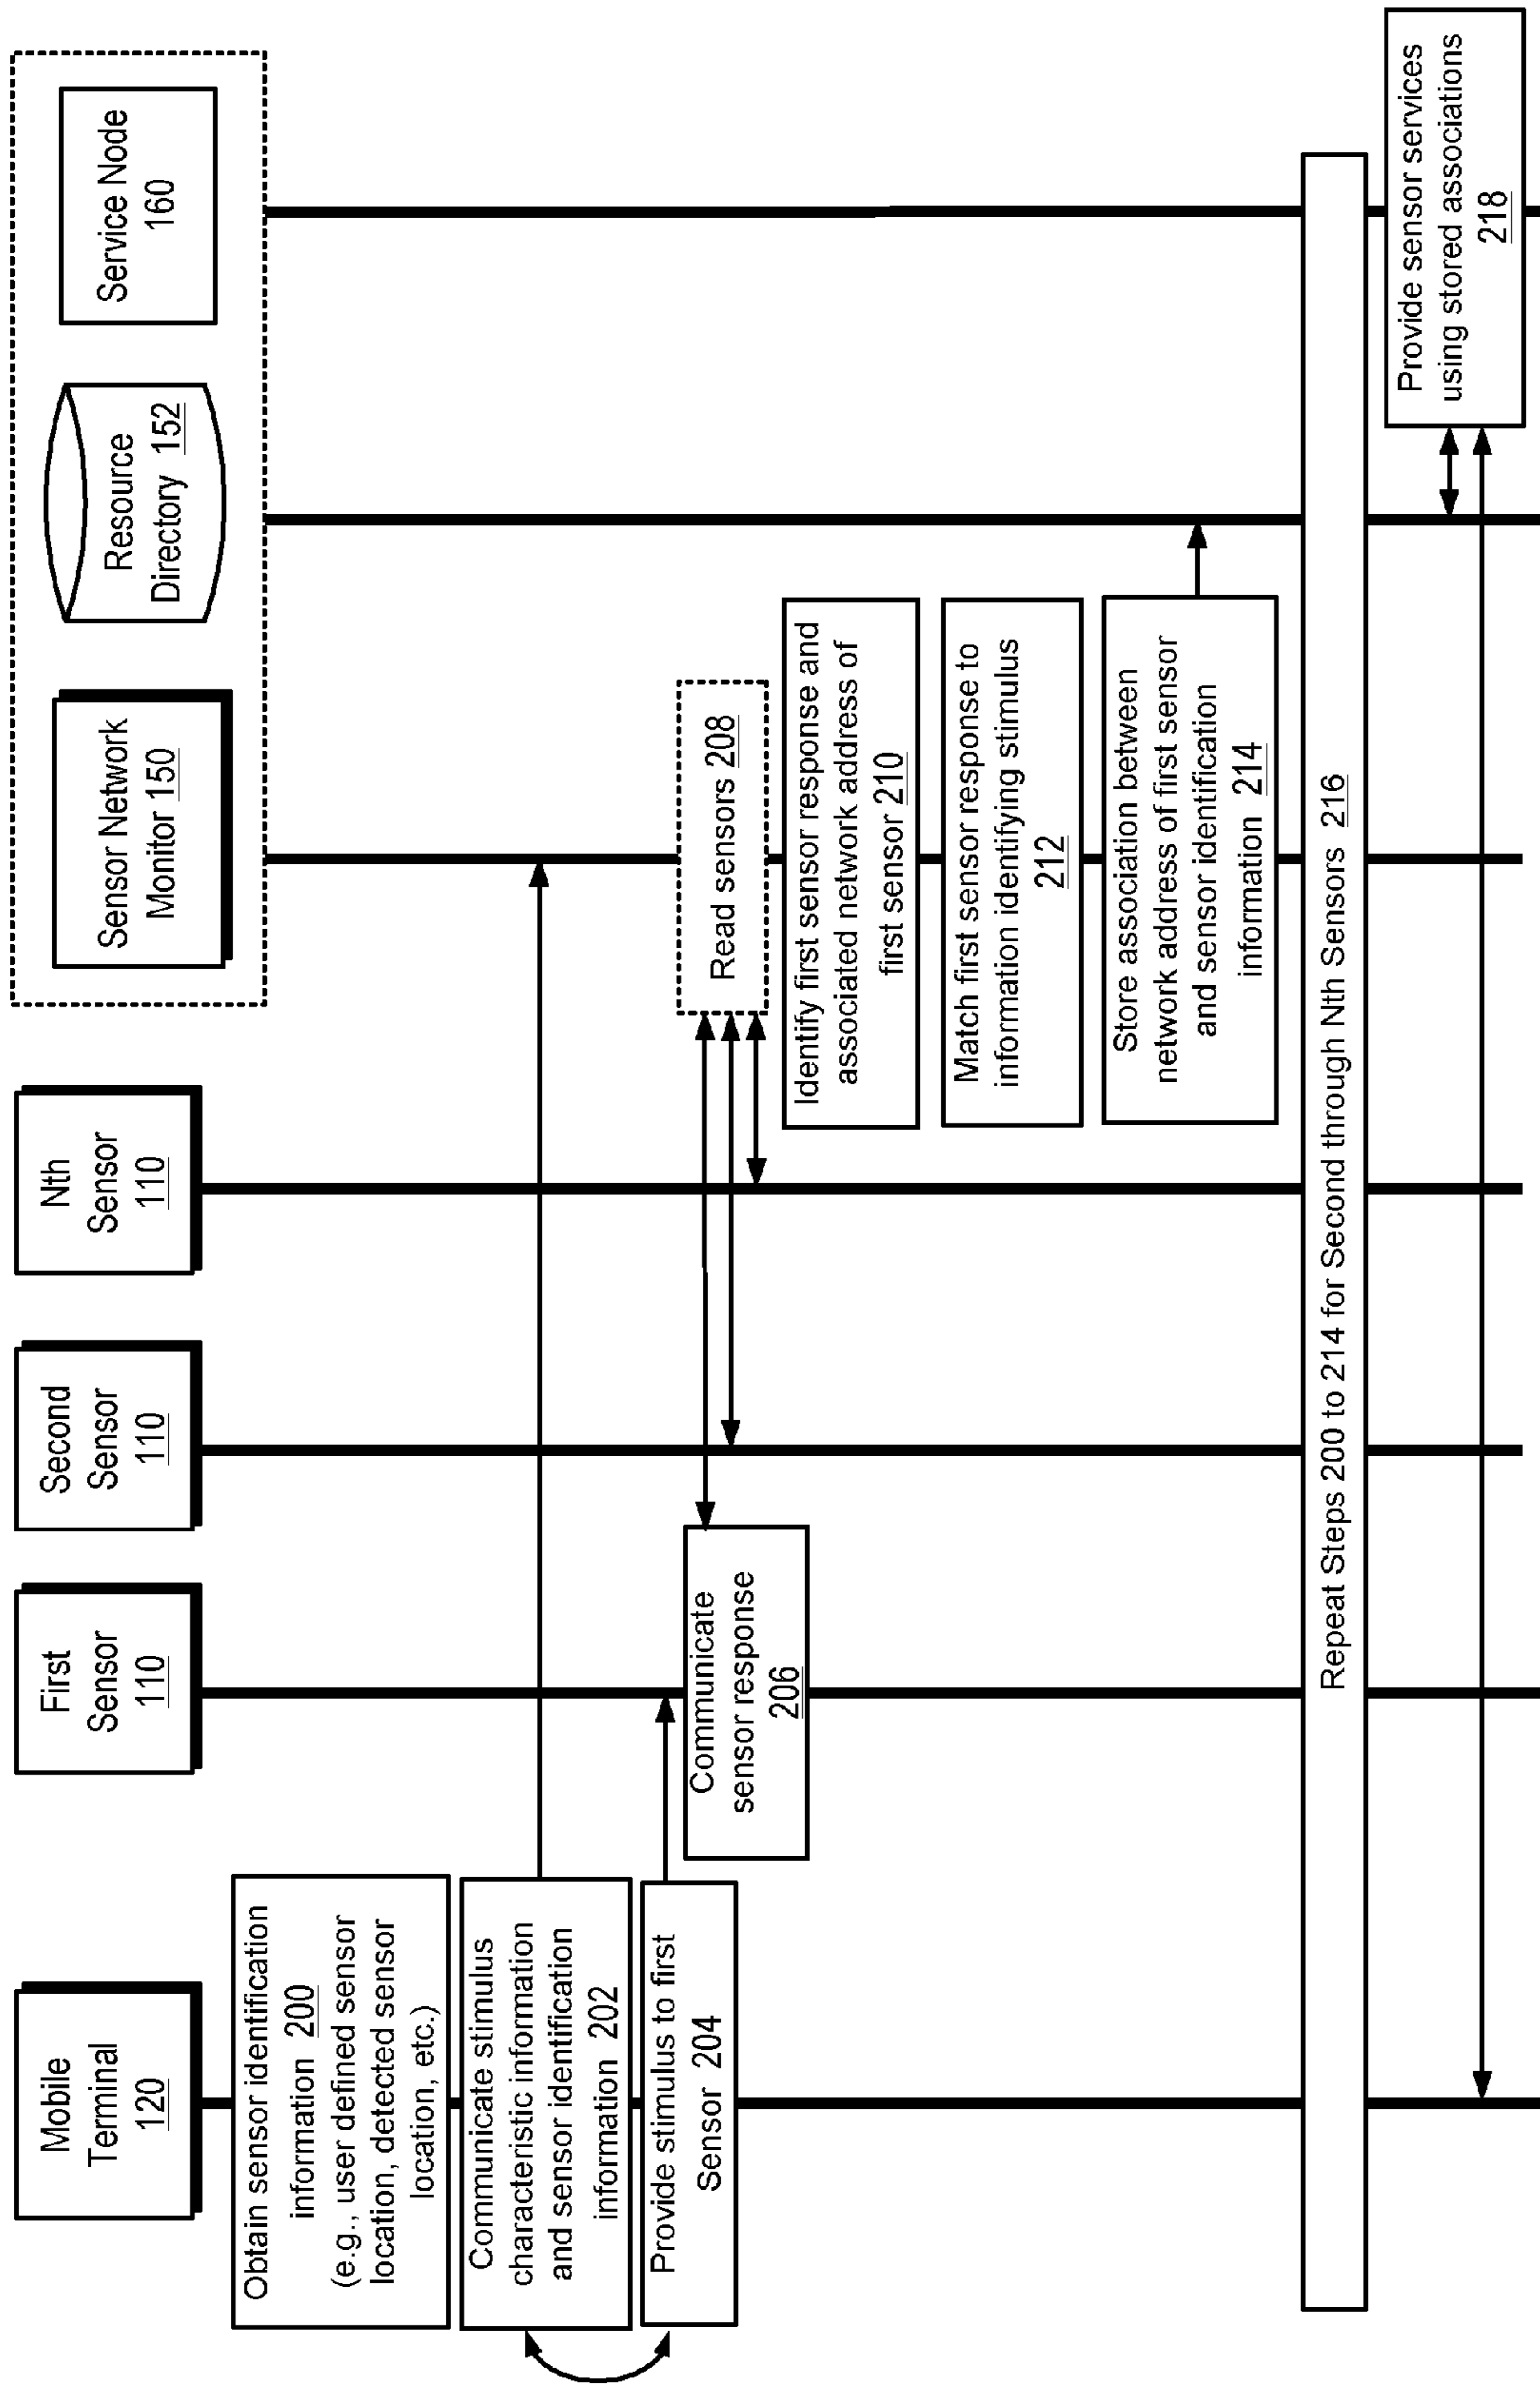 Mobile
Terminal
120
First
Sensor
110
Second
Sensor
110
Nth
Sensor
110
Sensor Network
Monitor 150
Resource
Directory 152
Service Node
160
Obtain sensor identification
information 200
(e.g., user defined sensor
location, detected sensor
location, etc.)
Communicate stimulus
characteristic information
and sensor identification
information 202
Provide stimulus to first
Sensor 204
Communicate
sensor response
206
Read sensors 208
Identify first sensor response and
associated network address of
first sensor 210
Match first sensor response to
information identifying stimulus
212
Store association between
network address of first sensor
and sensor identification
information 214
Repeat Steps 200 to 214 for Second through Nth Sensors 216
Provide sensor services
using stored associations
218